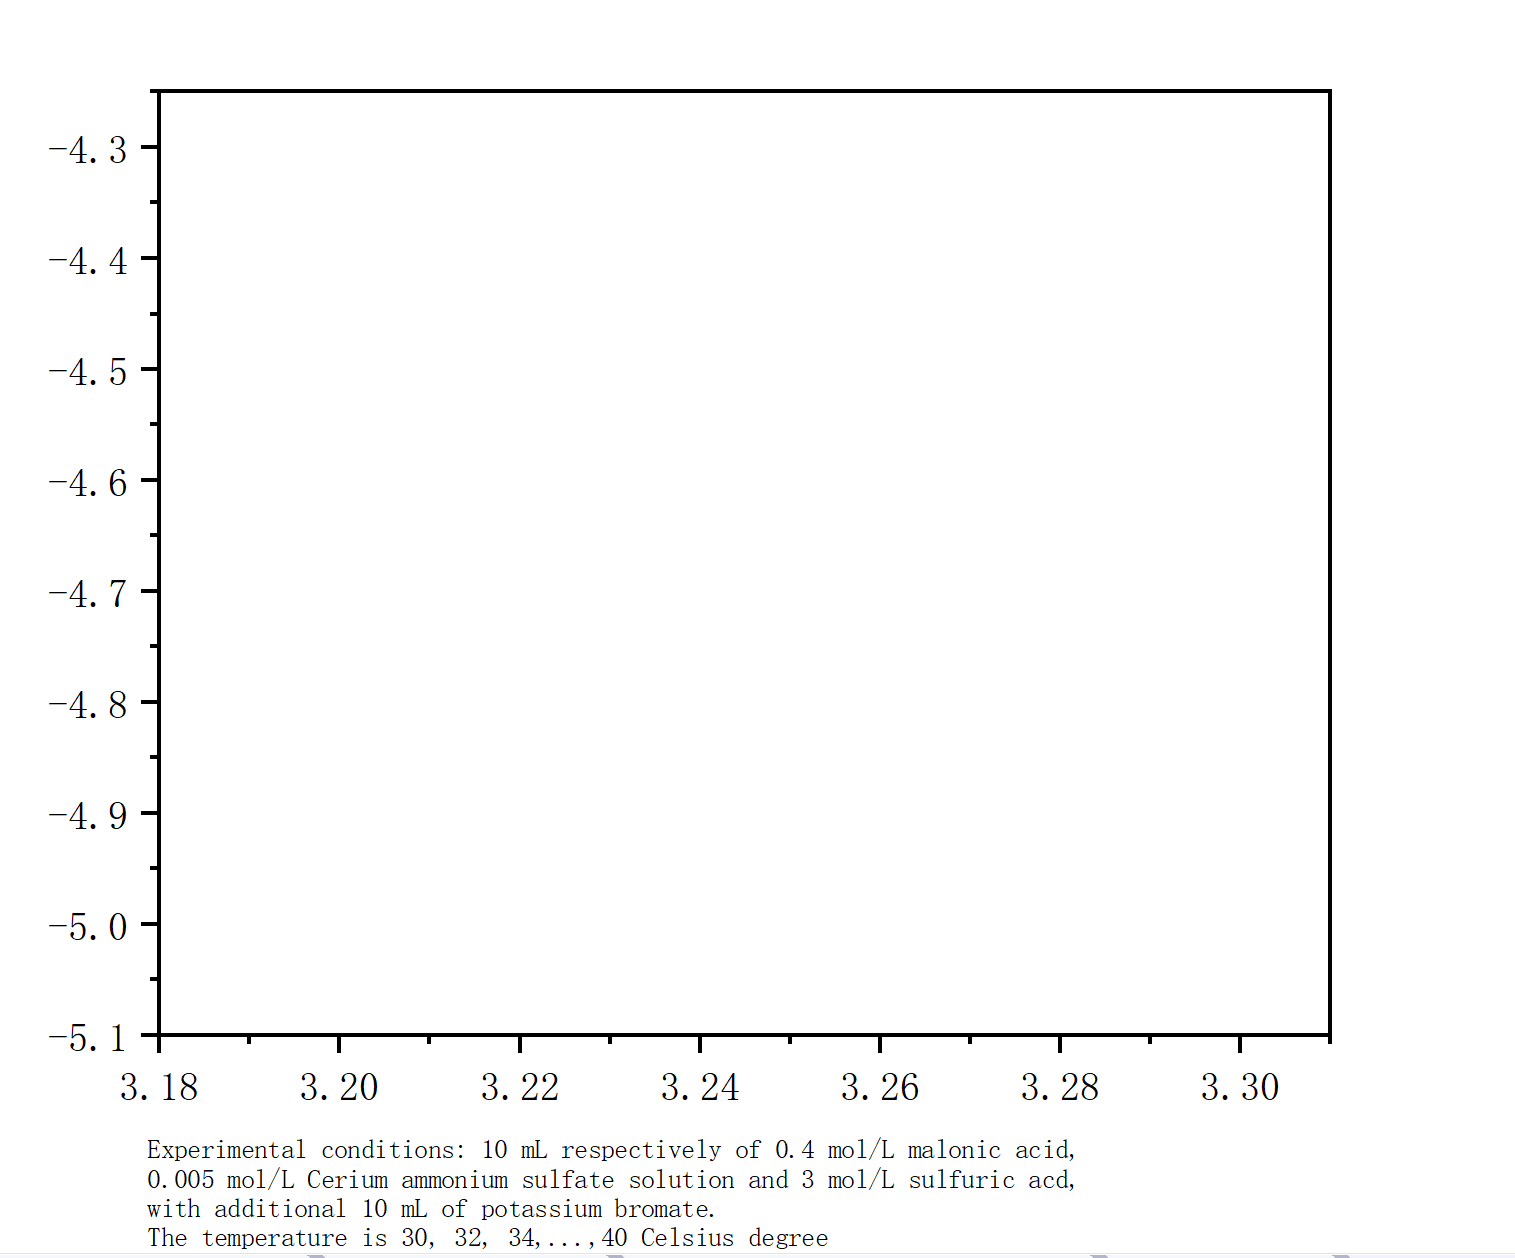 -4.3
-4.4
-4.5
-4.6
-4.7
-4.8
-4.9
-5.0
-5.1
3.18 3.20 3.22 3.24 3.26 3.28 3.30
Experimental conditions: 10 mL respectively of 0.4 mol/L malonic acid,
0.005 mol/L Cerium ammonium sulfate solution and 3 mol/L sulfuric acd,
with additional 10 mL of potassium bromate.
The temperature is 30, 32, 34,...,40 Celsius degree